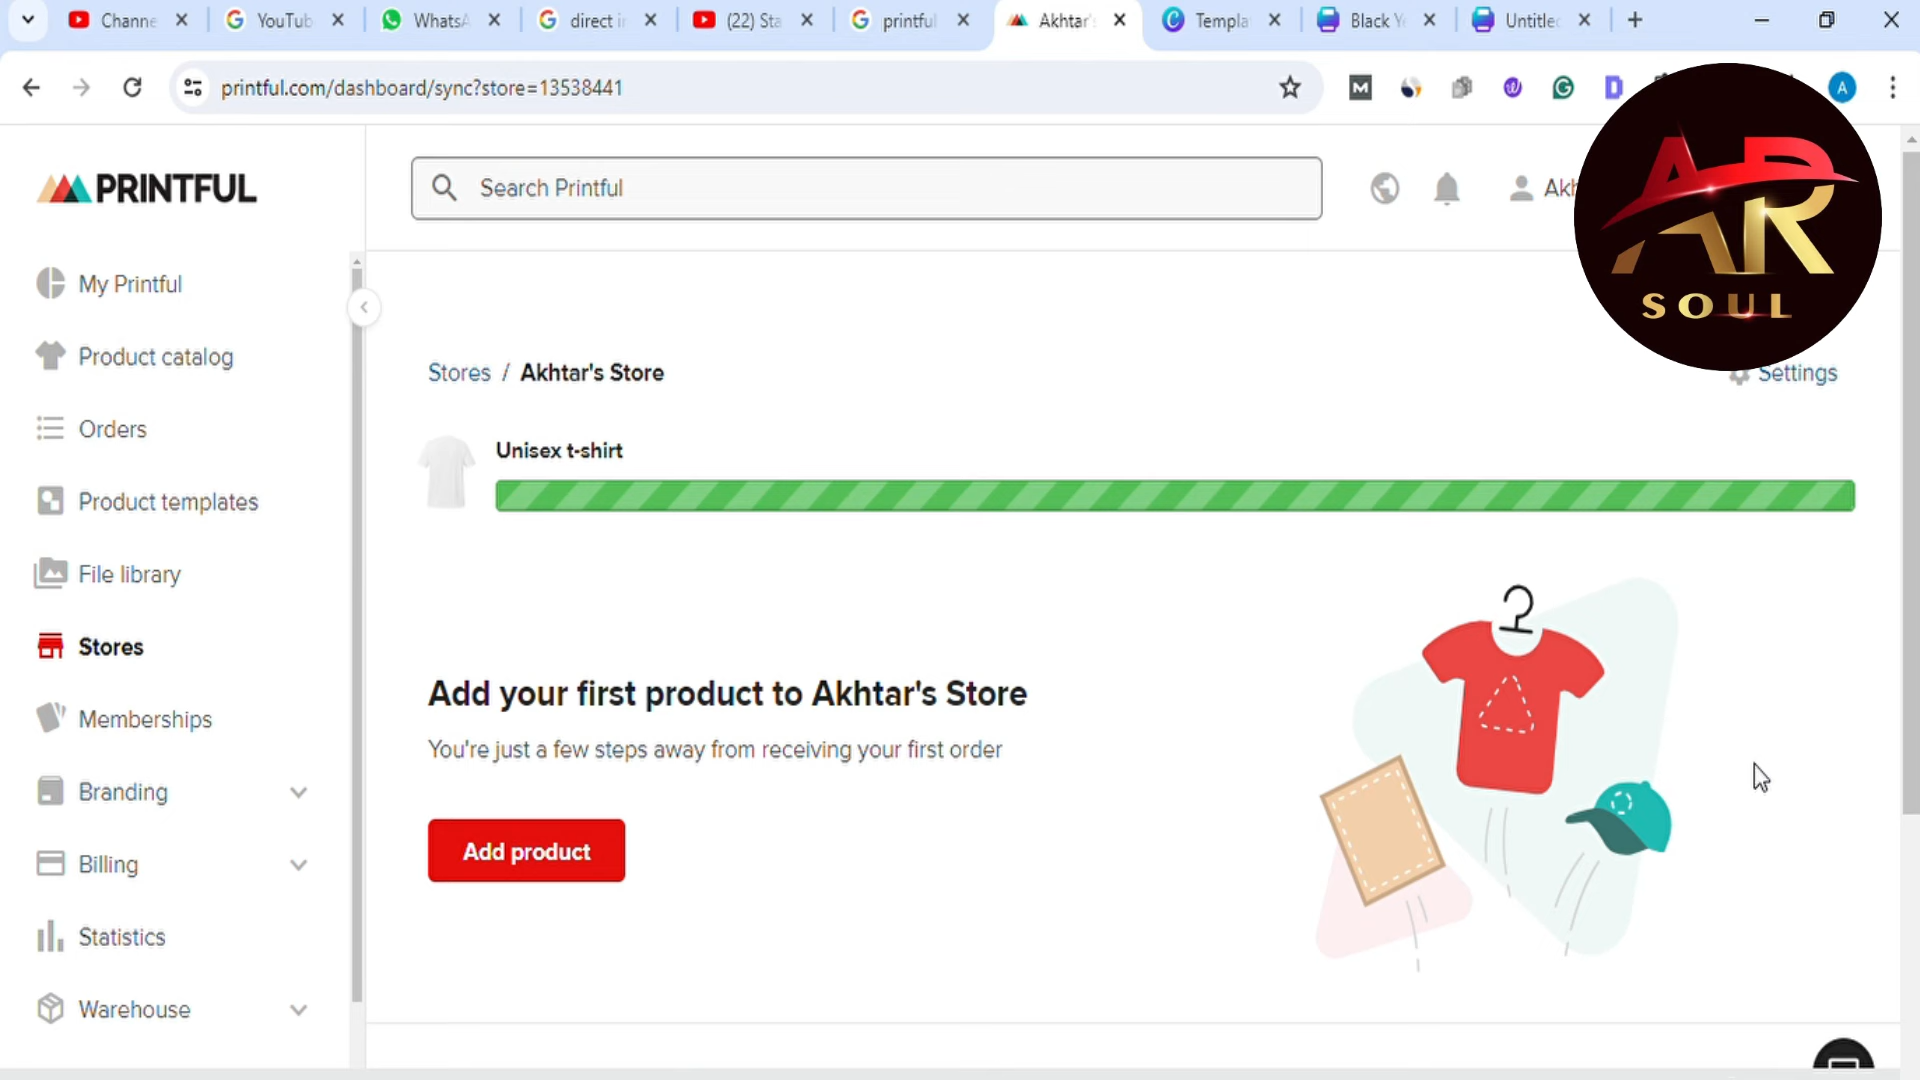 Channe
YouTub
WhatsA
direct in
(22) Sta
printful
Akhtar's
Templa
Black Y
Untitle
printful.com/dashboard/sync?store=13538441
M
A
PRINTFUL
Search Printful
Akh
AR
SOUL
My Printful
Product catalog
Orders
Product templates
File library
Stores
Memberships
Branding
Billing
Statistics
Warehouse
Stores / Akhtar's Store
Settings
Unisex t-shirt
Add your first product to Akhtar's Store
You're just a few steps away from receiving your first order
Add product